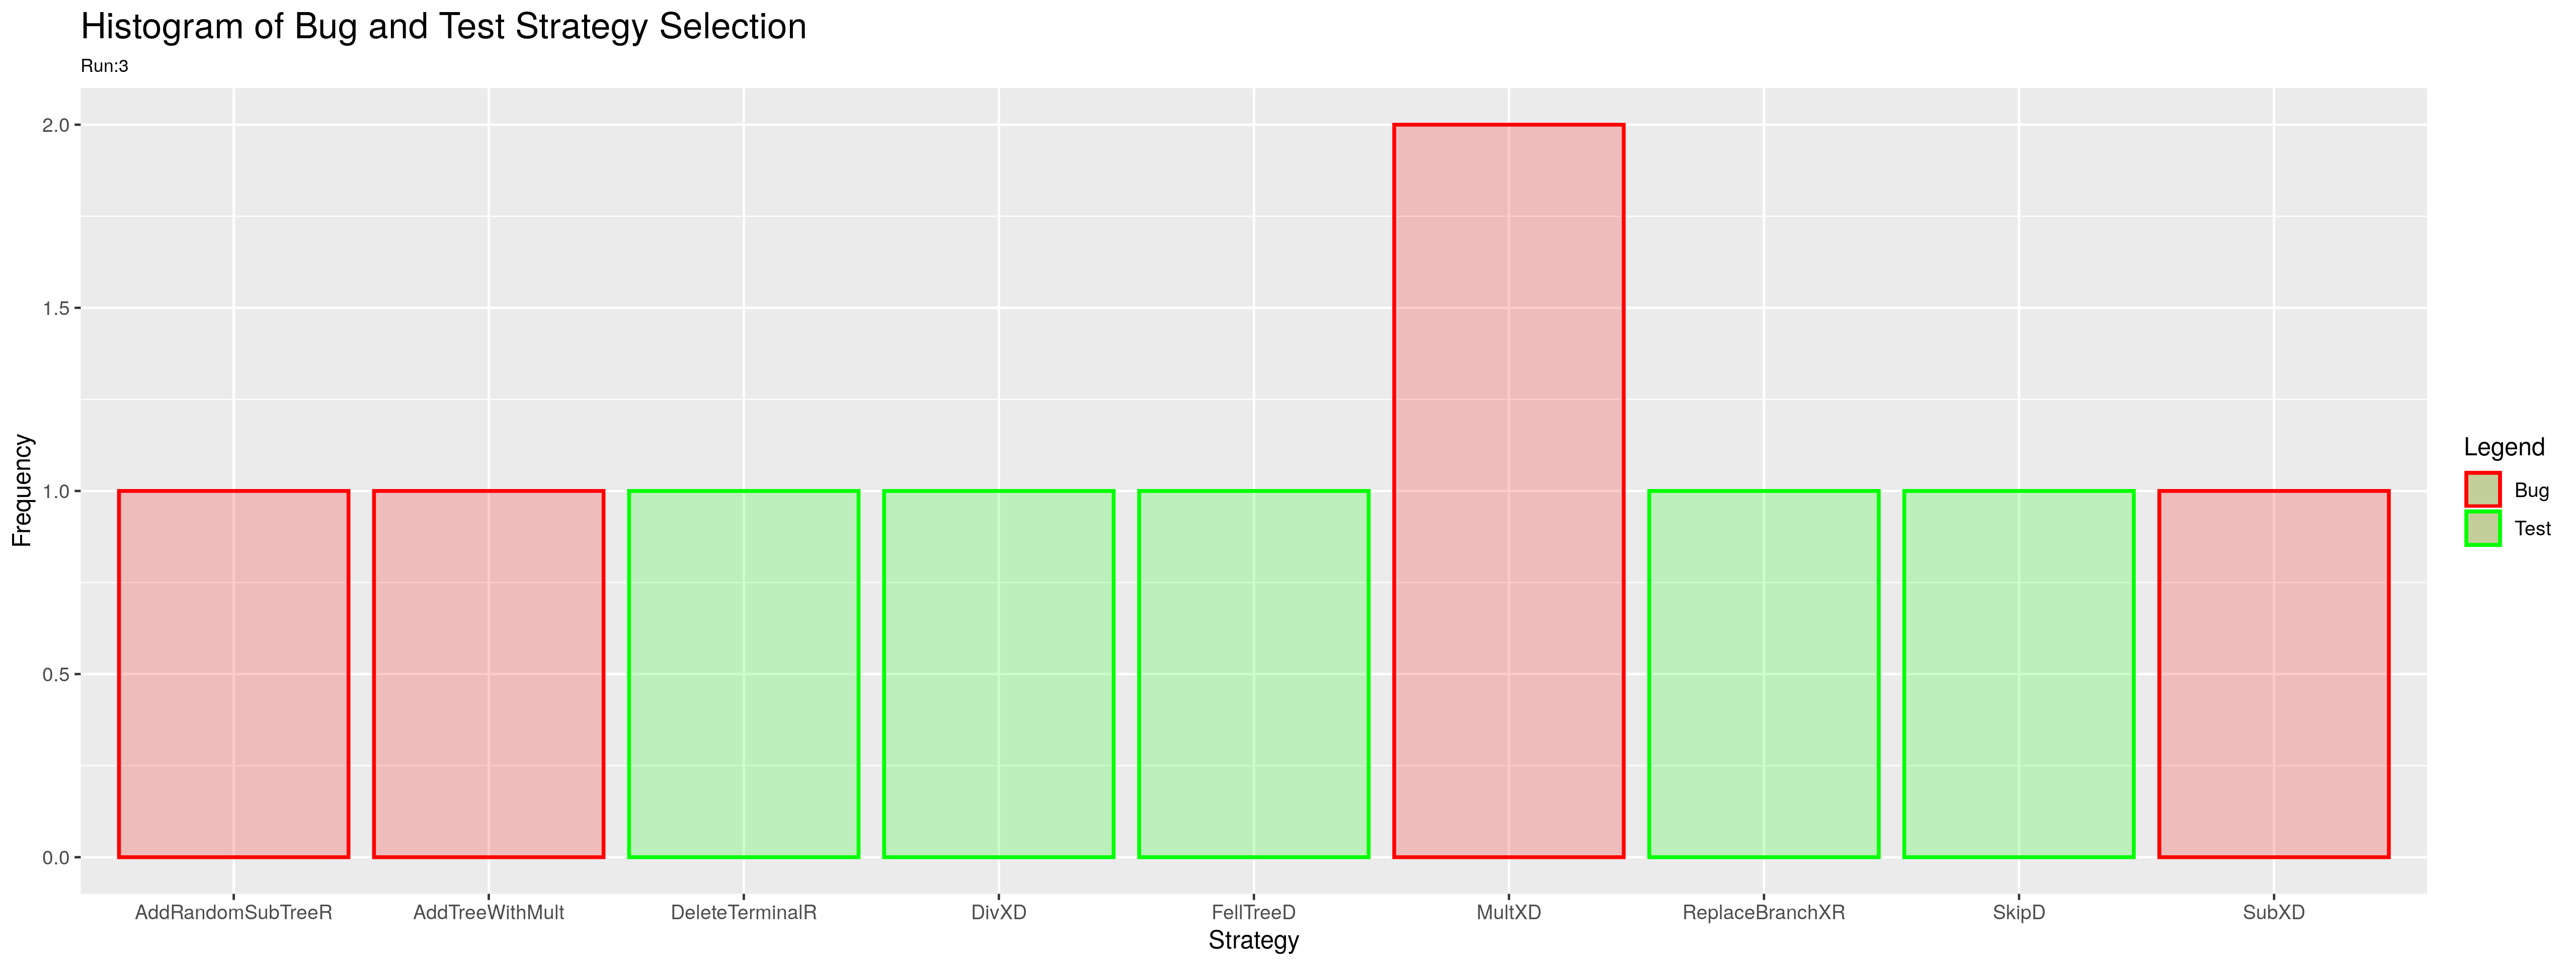 Histogram of Bug and Test Strategy Selection
Run:3
Frequency
2.0
1.5
1.0
0.5
0.0
AddRandomSubTreeR AddTreeWithMult DeleteTerminalR DivXD FellTreeD MultXD ReplaceBranchXR SkipD SubXD
Strategy
Legend
Bug
Test